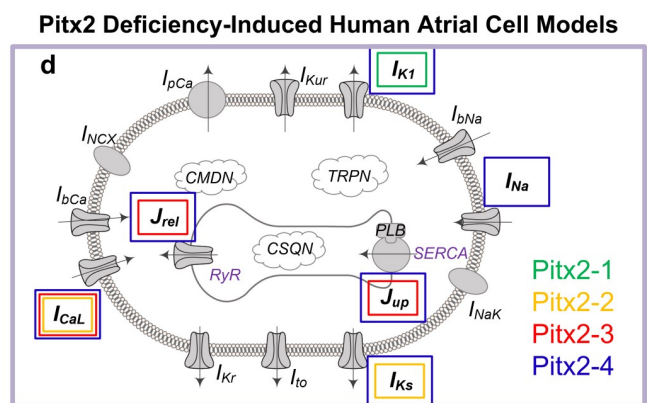 Pitx2 Deficiency-Induced Human Atrial Cell Models
d
IpCa
IKur
IK1
IbNa
INCX
CMDN
TRPN
INa
IbCa
Jrel
PLB
CSQN
SERCA
RyR
Jup
INaK
ICaL
IKr
Ito
IKs
Pitx2-1
Pitx2-2
Pitx2-3
Pitx2-4